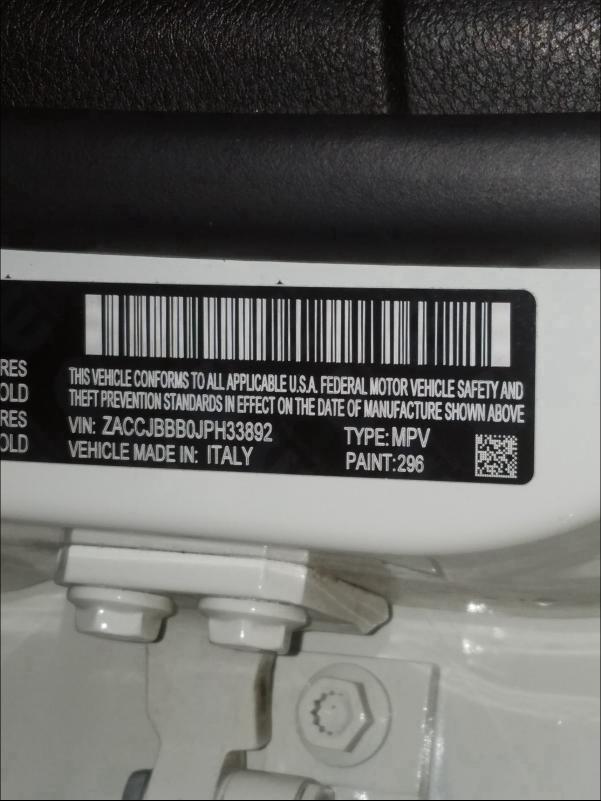 THIS VEHICLE CONFORMS TO ALL APPLICABLE U.S.A. FEDERAL MOTOR VEHICLE SAFETY AND
THEFT PREVENTION STANDARDS IN EFFECT ON THE DATE OF MANUFACTURE SHOWN ABOVE
VIN: ZACCJBBB0JPH33892 TYPE: MPV
VEHICLE MADE IN: ITALY PAINT: 296
RES
OLD
RES
OLD